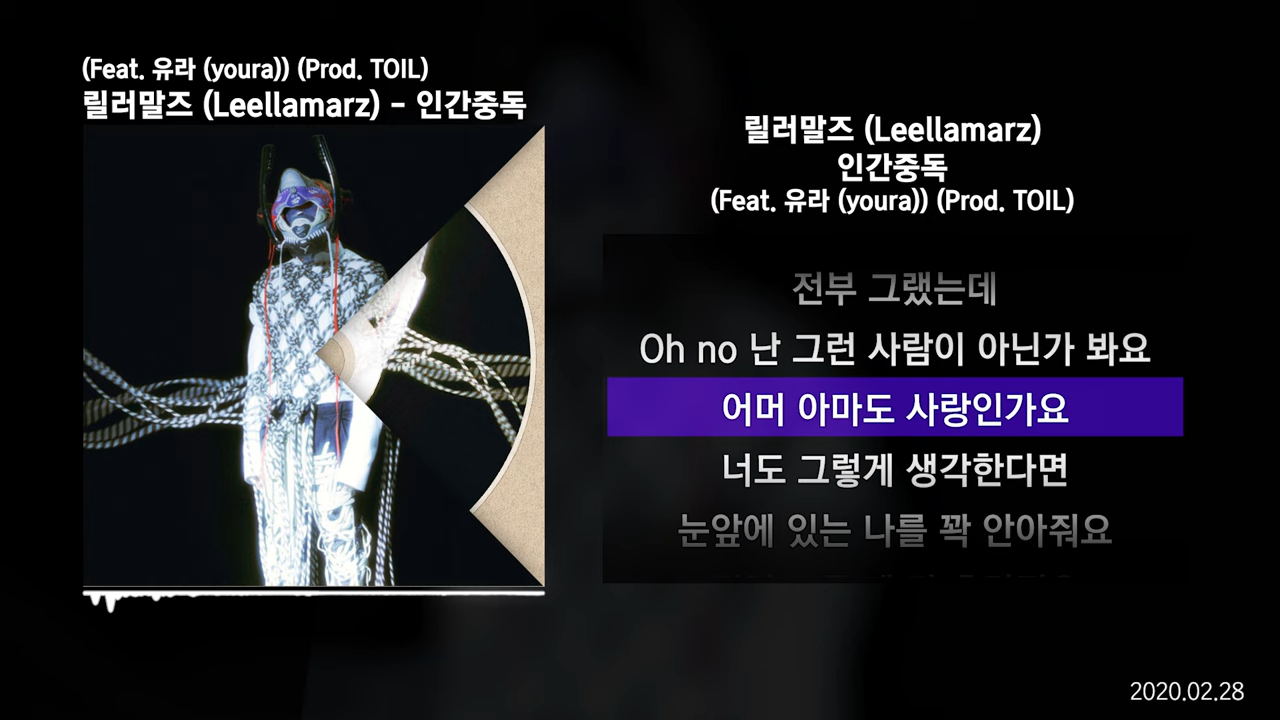 (Feat. 유라 (youra)) (Prod. TOIL)
릴러말즈 (Leellamarz) - 인간중독
릴러말즈 (Leellamarz)
인간중독
(Feat. 유라 (youra)) (Prod. TOIL)
전부 그랬는데
Oh no 난 그런 사람이 아닌가 봐요
어머 아마도 사랑인가요
너도 그렇게 생각한다면
눈앞에 있는 나를 꽉 안아줘요
2020.02.28